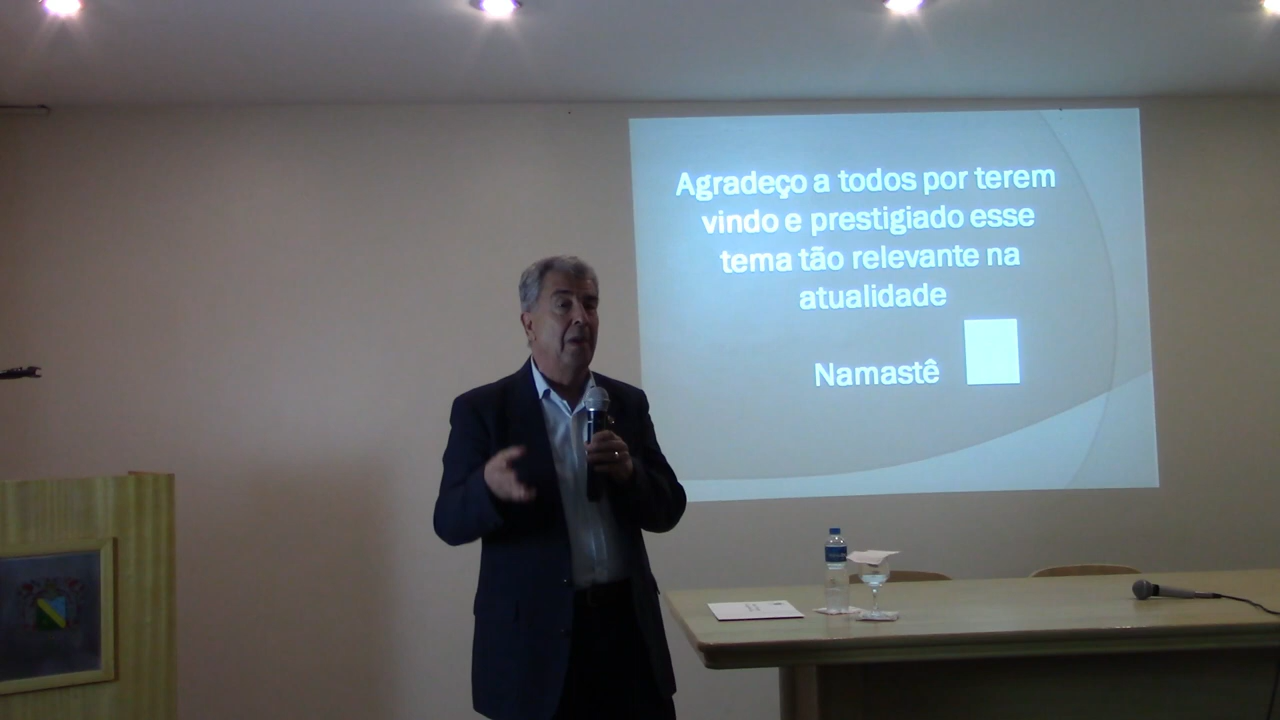 Agradeço a todos por terem
vindo e prestigiado esse
tema tão relevante na
atualidade
Namastê